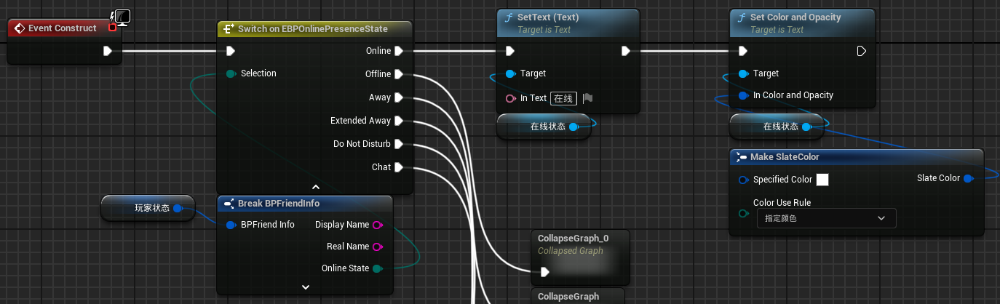 Event Construct
Switch on EBPOnlinePresenceState
Selection
Online
Offline
Away
Extended Away
Do Not Disturb
Chat
玩家状态
Break BPFriendInfo
BPFriend Info
Display Name
Real Name
Online State
SetText (Text)
Target is Text
Target
In Text 在线
在线状态
Set Color and Opacity
Target is Text
Target
In Color and Opacity
在线状态
Make SlateColor
Specified Color
Slate Color
Color Use Rule
指定颜色
CollapseGraph_0
Collapsed Graph
CollapseGraph